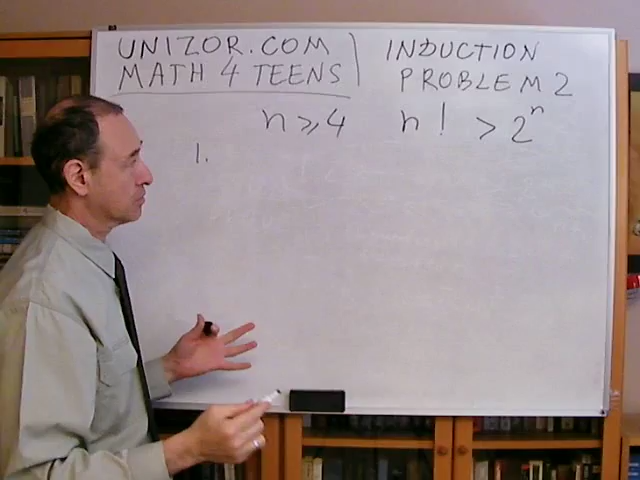 UNIZOR.COM
MATH 4 TEENS
INDUCTION
PROBLEM 2
n ⩾ 4 n! > 2ⁿ
1.